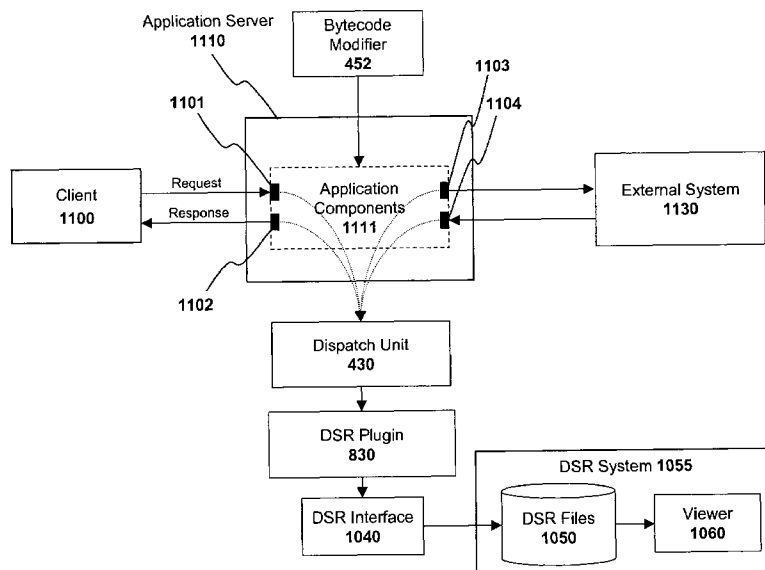 Application Server
1110
Bytecode
Modifier
452
1103
1104
1101
Client
1100
Request
Response
Application
Components
1111
External System
1130
1102
Dispatch Unit
430
DSR Plugin
830
DSR System 1055
DSR Interface
1040
DSR Files
1050
Viewer
1060